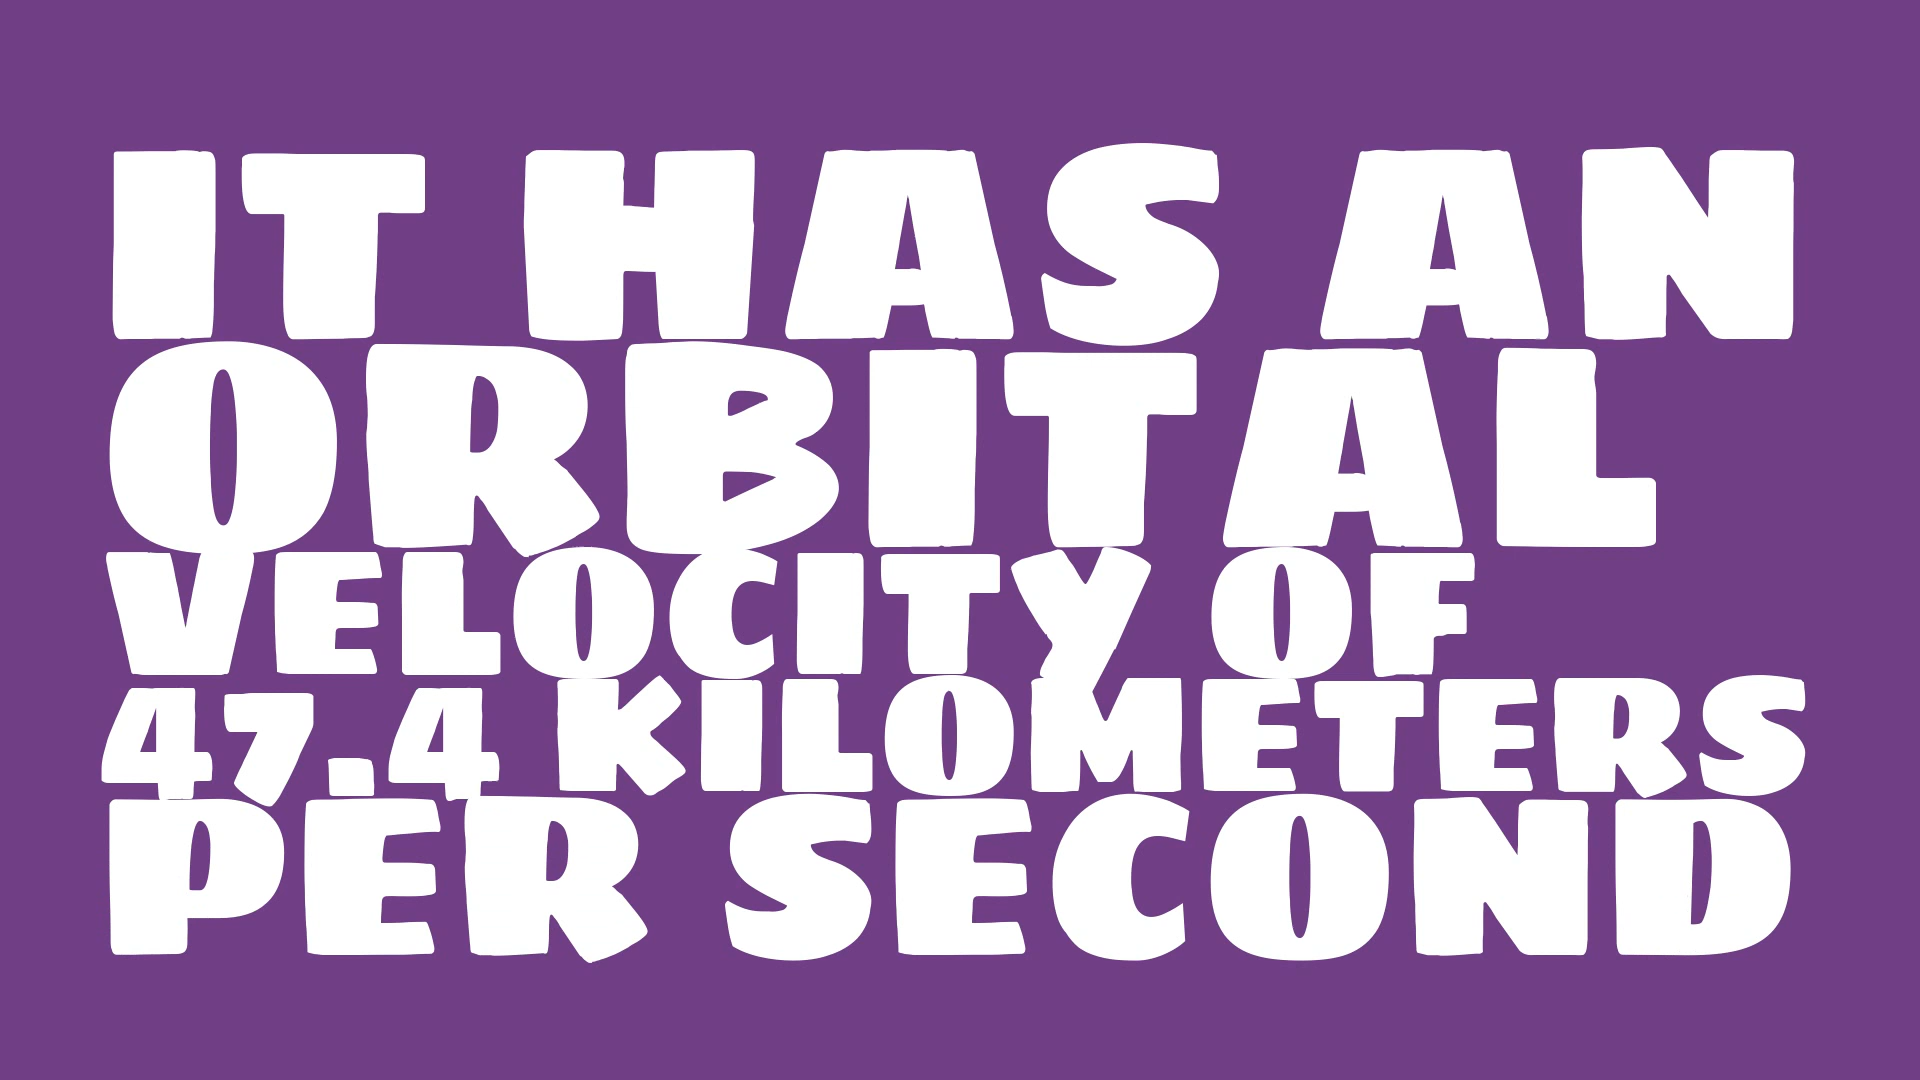 IT HAS AN
ORBITAL
VELOCITY OF
47.4 KILOMETERS
PER SECOND